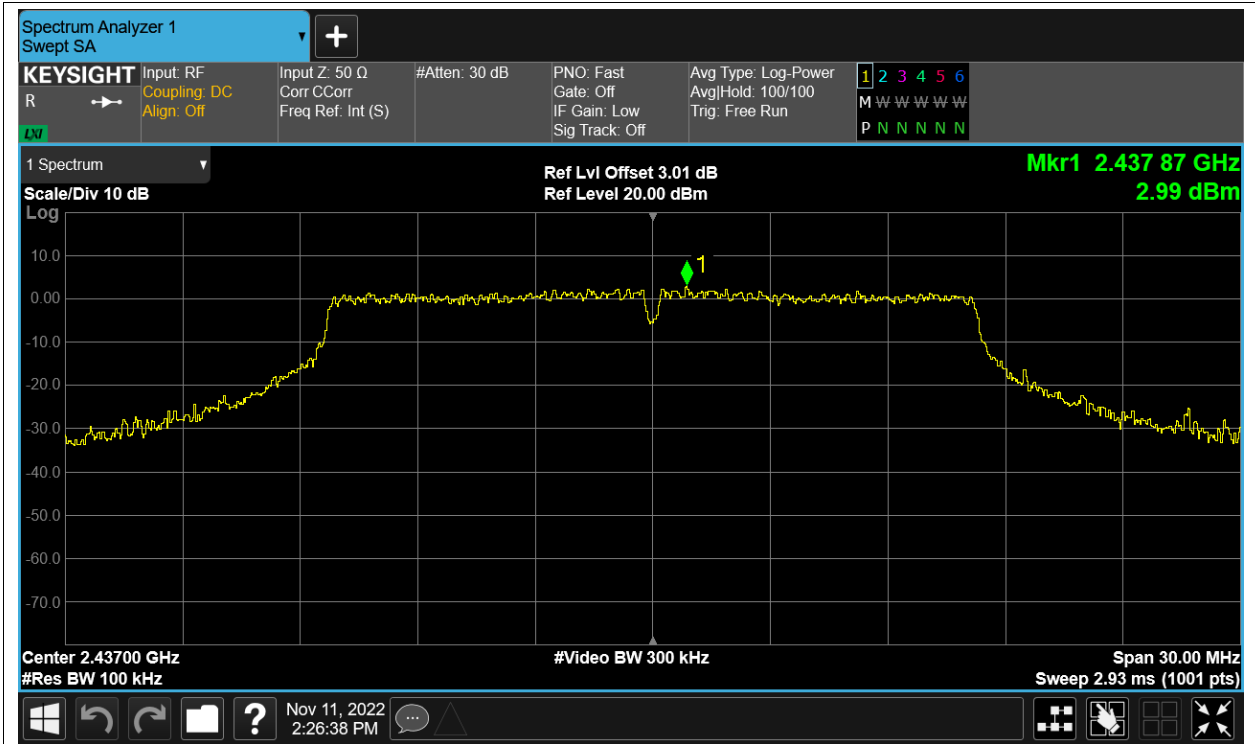 Spectrum Analyzer 1
Swept SA
KEYSIGHT
R
LXI
Input: RF
Coupling: DC
Align: Off
Input Z: 50 Ω
Corr CCorr
Freq Ref: Int (S)
#Atten: 30 dB
PNO: Fast
Gate: Off
IF Gain: Low
Sig Track: Off
Avg Type: Log-Power
Avg|Hold: 100/100
Trig: Free Run
1 2 3 4 5 6
M W W W W W
P N N N N N
1 Spectrum
Scale/Div 10 dB
Log
Ref Lvl Offset 3.01 dB
Ref Level 20.00 dBm
Mkr1 2.437 87 GHz
2.99 dBm
1
10.0
0.00
-10.0
-20.0
-30.0
-40.0
-50.0
-60.0
-70.0
Center 2.43700 GHz
#Res BW 100 kHz
#Video BW 300 kHz
Span 30.00 MHz
Sweep 2.93 ms (1001 pts)
?
Nov 11, 2022
2:26:38 PM